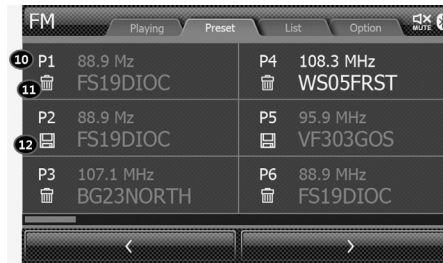 FM Playing Preset List Option MUTE
10 P1 88.9 Mz
11 FS19DIOC
P4 108.3 MHz
WS05FRST
P2 88.9 Mz
12 FS19DIOC
P5 95.9 MHz
VF303GOS
P3 107.1 MHz
BG23NORTH
P6 88.9 MHz
FS19DIOC
< >